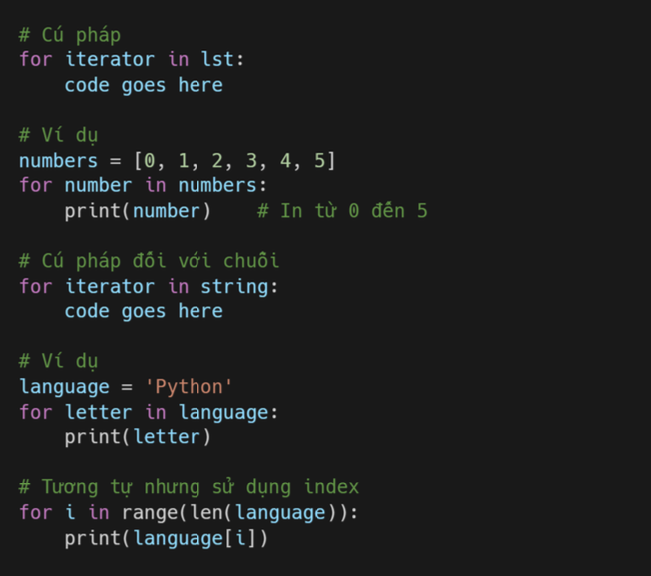 # Cú pháp
for iterator in lst:
    code goes here

# Ví dụ
numbers = [0, 1, 2, 3, 4, 5]
for number in numbers:
    print(number)    # In từ 0 đến 5

# Cú pháp đối với chuỗi
for iterator in string:
    code goes here

# Ví dụ
language = 'Python'
for letter in language:
    print(letter)

# Tương tự nhưng sử dụng index
for i in range(len(language)):
    print(language[i])